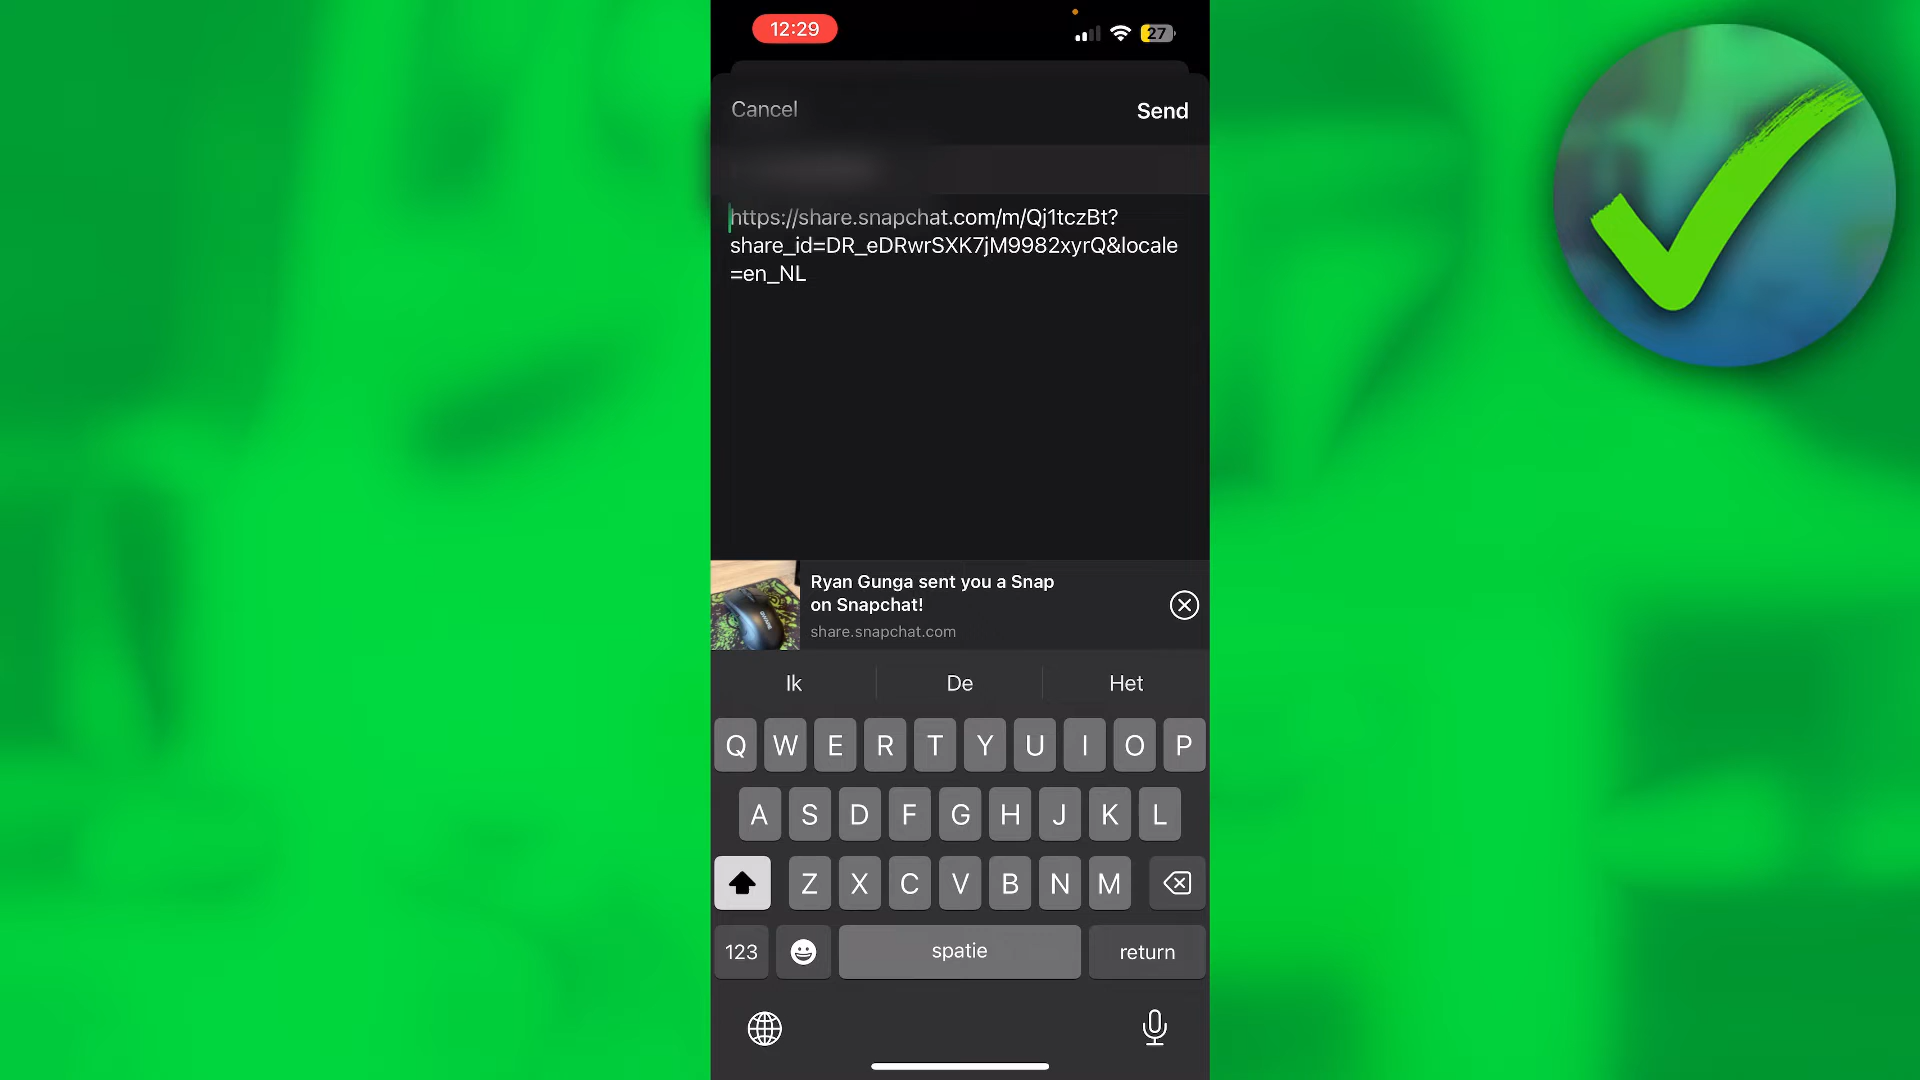 12:29
27
Cancel
Send
https://share.snapchat.com/m/Qj1tczBt?
share_id=DR_eDRwrSXK7jM9982xyrQ&locale
=en_NL
Ryan Gunga sent you a Snap
on Snapchat!
share.snapchat.com
Ik De Het
Q W E R T Y U I O P
A S D F G H J K L
Z X C V B N M
123 spatie return